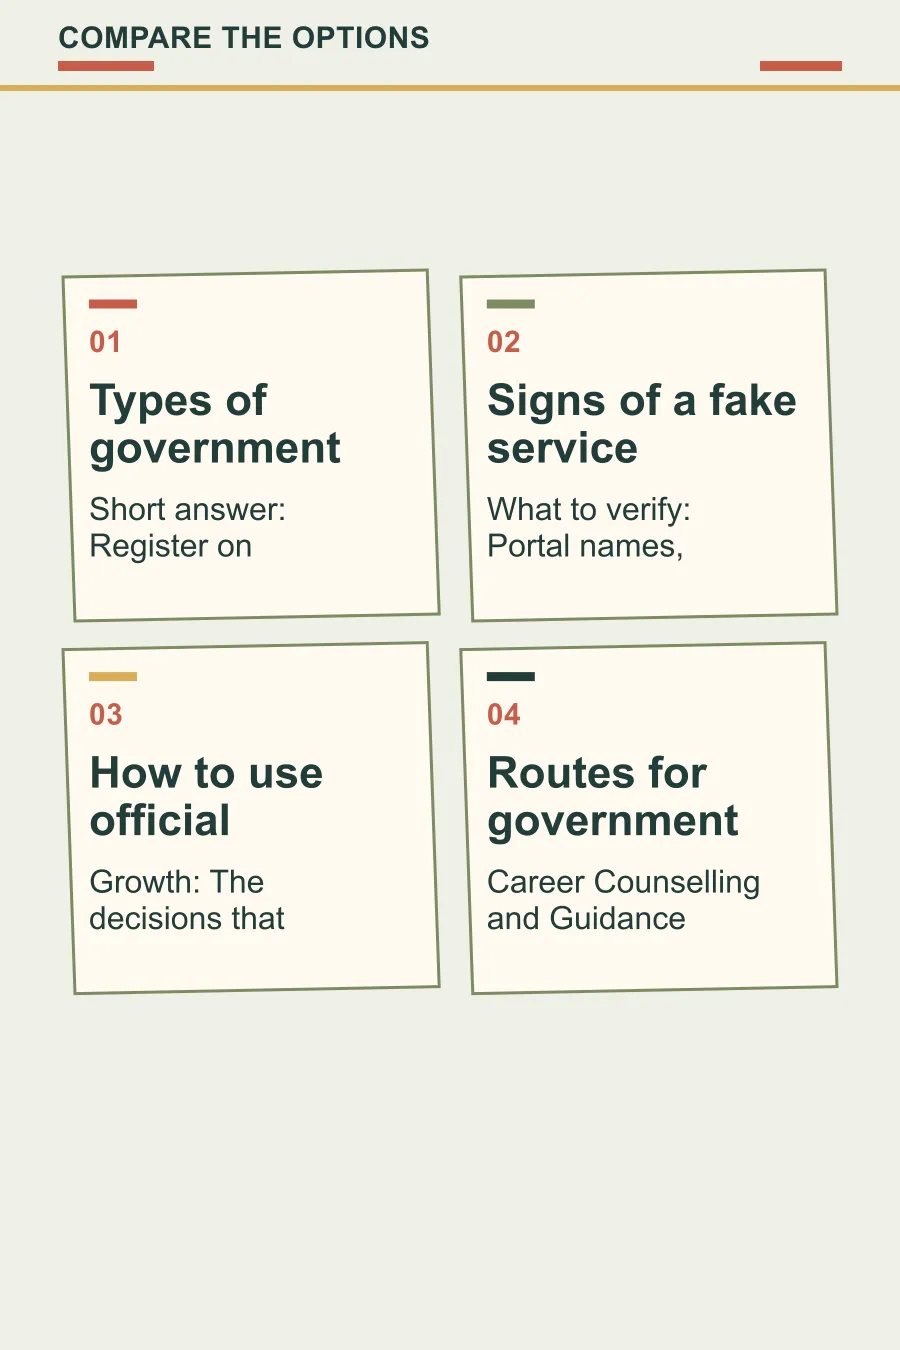 COMPARE THE OPTIONS
01
Types of
government
Short answer:
Register on
02
Signs of a fake
service
What to verify:
Portal names,
03
How to use
official
Growth: The
decisions that
04
Routes for
government
Career Counselling
and Guidance